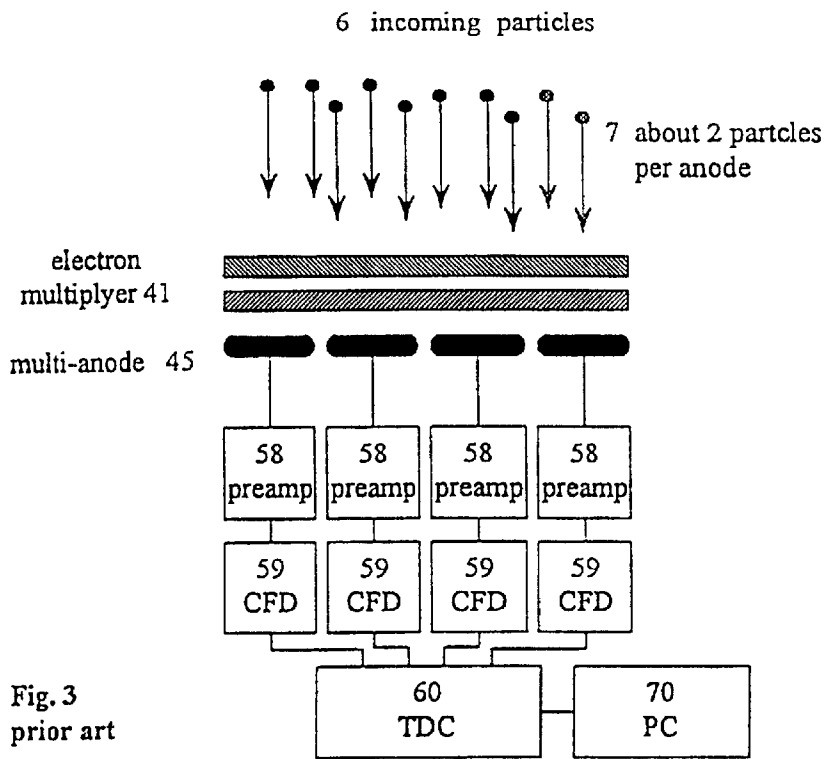 6 incoming particles
7 about 2 partcles
per anode
electron
multiplyer 41
multi-anode 45
58 58 58 58
preamp preamp preamp preamp
59 59 59 59
CFD CFD CFD CFD
60 70
TDC PC
Fig. 3
prior art